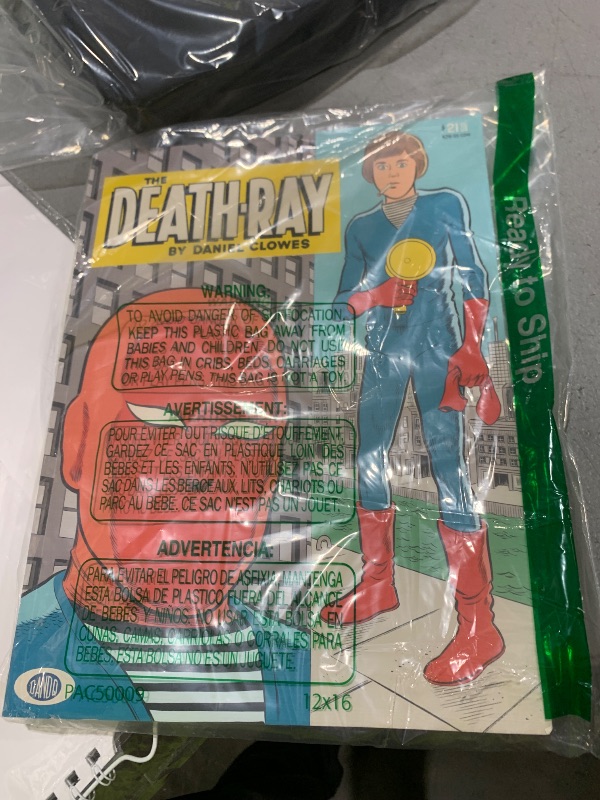 THE
DEATH-RAY
BY DANIEL CLOWES
Ready to Ship
WARNING:
TO AVOID DANGER OF SUFFOCATION,
KEEP THIS PLASTIC BAG AWAY FROM
BABIES AND CHILDREN. DO NOT USE
THIS BAG IN CRIBS, BEDS, CARRIAGES
OR PLAY PENS. THIS BAG IS NOT A TOY.
AVERTISSEMENT:
POUR ÉVITER TOUT RISQUE D'ÉTOUFFEMENT,
GARDEZ CE SAC EN PLASTIQUE LOIN DES
BÉBÉS ET LES ENFANTS. N'UTILISEZ PAS CE
SAC DANS LES BERCEAUX, LITS, CHARIOTS OU
PARC AU BÉBÉ. CE SAC N'EST PAS UN JOUET.
ADVERTENCIA:
PARA EVITAR EL PELIGRO DE ASFIXIA, MANTENGA
ESTA BOLSA DE PLASTICO FUERA DEL ALCANCE
DE BEBÉS Y NIÑOS. NO USAR ESTA BOLSA EN
CUNAS, CAMAS, CARRIOLAS O CORRALES PARA
BEBÉS. ESTA BOLSA NO ES UN JUGUETE.
PAC50009
12x16